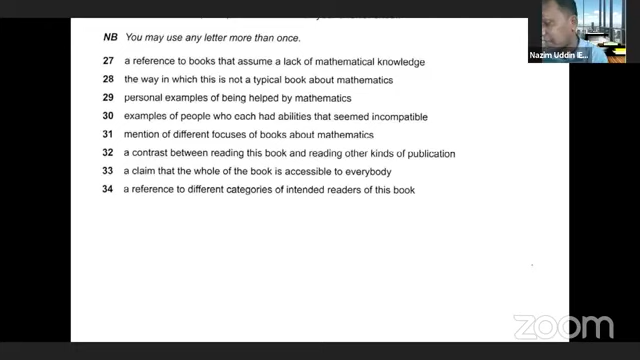 NB You may use any letter more than once.
27 a reference to books that assume a lack of mathematical knowledge
28 the way in which this is not a typical book about mathematics
29 personal examples of being helped by mathematics
30 examples of people who each had abilities that seemed incompatible
31 mention of different focuses of books about mathematics
32 a contrast between reading this book and reading other kinds of publication
33 a claim that the whole of the book is accessible to everybody
34 a reference to different categories of intended readers of this book
Nazim Uddin IE...
zoom